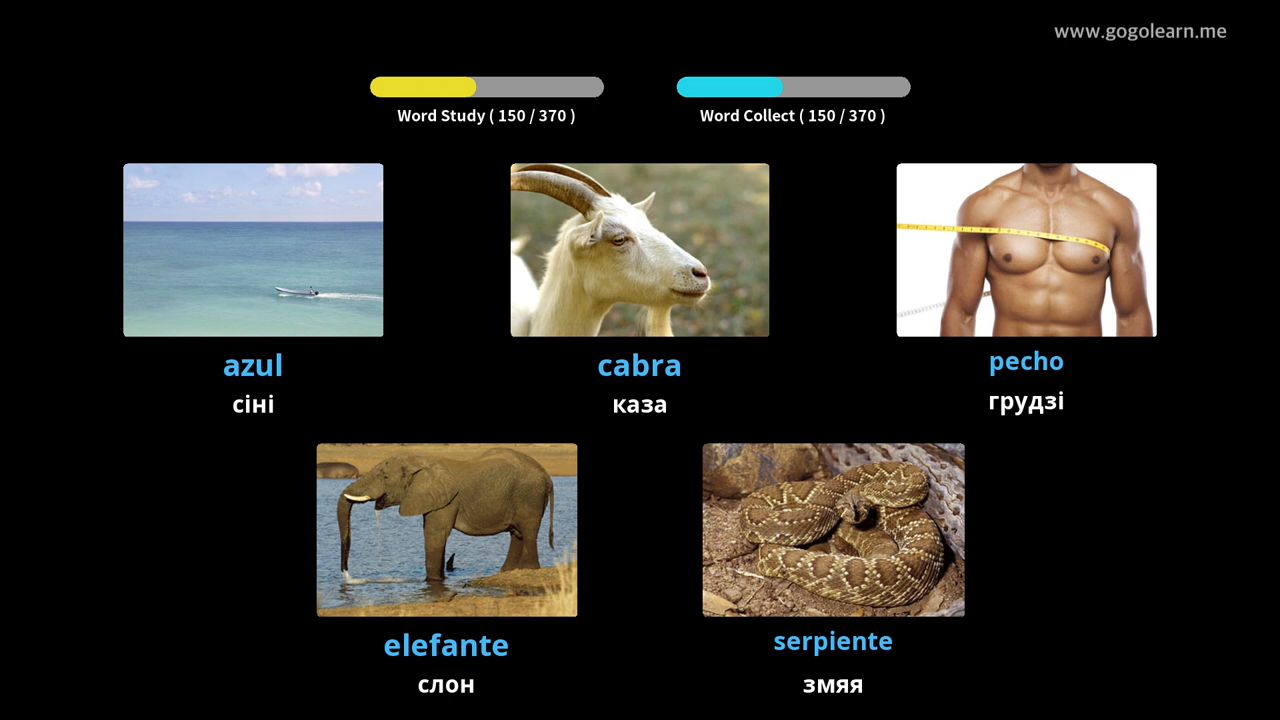 www.gogolearn.me
Word Study ( 150 / 370 )
Word Collect ( 150 / 370 )
azul
сіні
cabra
каза
pecho
грудзі
elefante
слон
serpiente
змяя